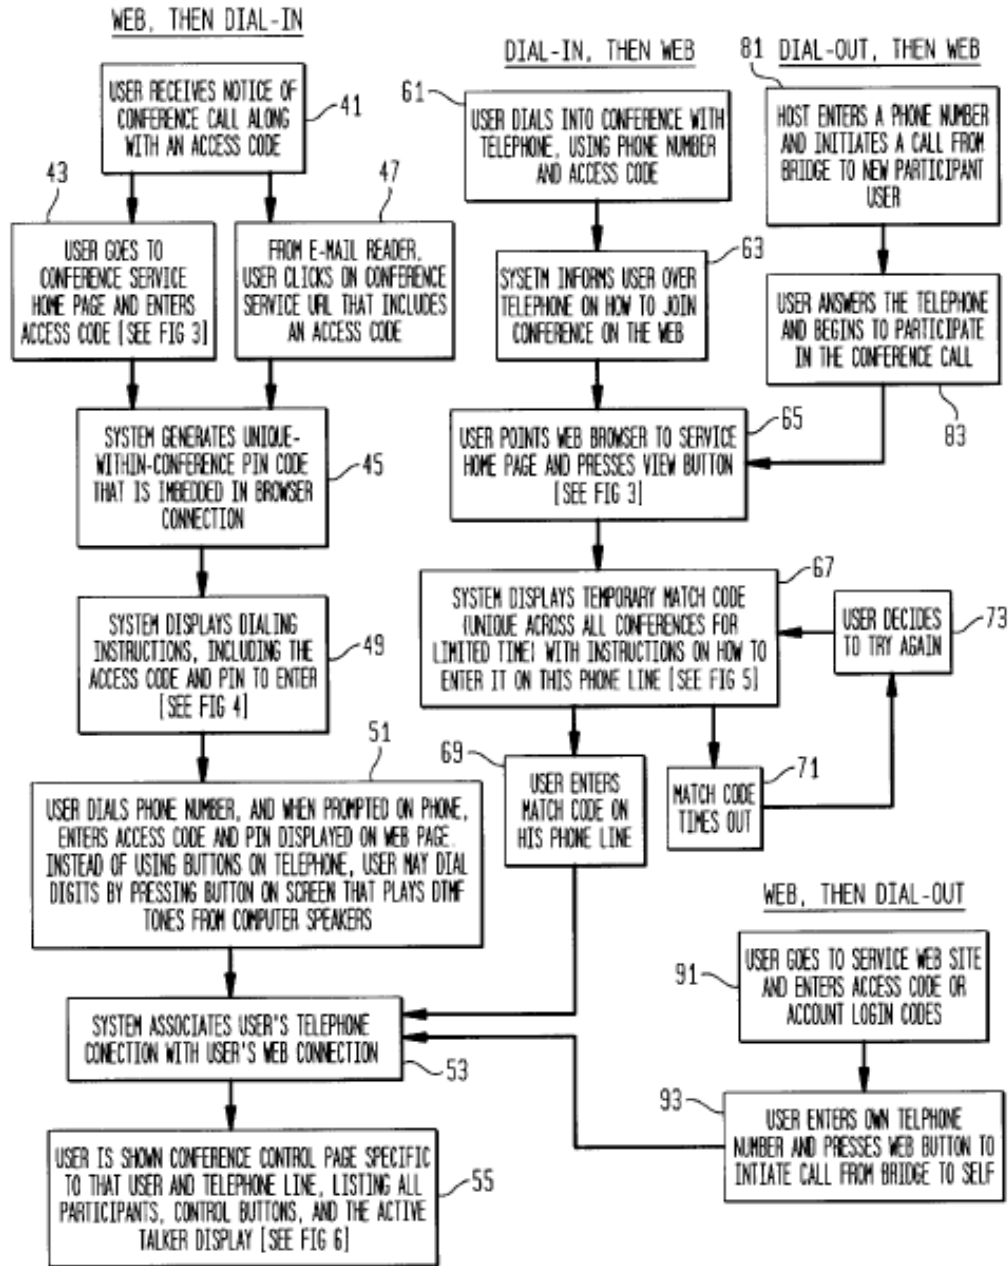 WEB, THEN DIAL-IN
USER RECEIVES NOTICE OF
CONFERENCE CALL ALONG
WITH AN ACCESS CODE
41
43
USER GOES TO
CONFERENCE SERVICE
HOME PAGE AND ENTERS
ACCESS CODE [SEE FIG 3]
47
FROM E-MAIL READER,
USER CLICKS ON CONFERENCE
SERVICE URL THAT INCLUDES
AN ACCESS CODE
SYSTEM GENERATES UNIQUE-
WITHIN-CONFERENCE PIN CODE
THAT IS IMBEDDED IN BROWSER
CONNECTION
45
SYSTEM DISPLAYS DIALING
INSTRUCTIONS, INCLUDING THE
ACCESS CODE AND PIN TO ENTER
[SEE FIG 4]
49
51
USER DIALS PHONE NUMBER, AND WHEN PROMPTED ON PHONE,
ENTERS ACCESS CODE AND PIN DISPLAYED ON WEB PAGE.
INSTEAD OF USING BUTTONS ON TELEPHONE, USER MAY DIAL
DIGITS BY PRESSING BUTTON ON SCREEN THAT PLAYS DTMF
TONES FROM COMPUTER SPEAKERS
SYSTEM ASSOCIATES USER'S TELEPHONE
CONECTION WITH USER'S WEB CONNECTION
53
USER IS SHOWN CONFERENCE CONTROL PAGE SPECIFIC
TO THAT USER AND TELEPHONE LINE, LISTING ALL
PARTICIPANTS, CONTROL BUTTONS, AND THE ACTIVE
TALKER DISPLAY [SEE FIG 6]
55
DIAL-IN, THEN WEB
61
USER DIALS INTO CONFERENCE WITH
TELEPHONE, USING PHONE NUMBER
AND ACCESS CODE
63
SYSETM INFORMS USER OVER
TELEPHONE ON HOW TO JOIN
CONFERENCE ON THE WEB
65
USER POINTS WEB BROWSER TO SERVICE
HOME PAGE AND PRESSES VIEW BUTTON
[SEE FIG 3]
67
SYSTEM DISPLAYS TEMPORARY MATCH CODE
(UNIQUE ACROSS ALL CONFERENCES FOR
LIMITED TIME) WITH INSTRUCTIONS ON HOW TO
ENTER IT ON THIS PHONE LINE [SEE FIG 5]
69
USER ENTERS
MATCH CODE ON
HIS PHONE LINE
71
MATCH CODE
TIMES OUT
USER DECIDES
TO TRY AGAIN
73
DIAL-OUT, THEN WEB
81
HOST ENTERS A PHONE NUMBER
AND INITIATES A CALL FROM
BRIDGE TO NEW PARTICIPANT
USER
USER ANSWERS THE TELEPHONE
AND BEGINS TO PARTICIPATE
IN THE CONFERENCE CALL
83
WEB, THEN DIAL-OUT
91
USER GOES TO SERVICE WEB SITE
AND ENTERS ACCESS CODE OR
ACCOUNT LOGIN CODES
93
USER ENTERS OWN TELPHONE
NUMBER AND PRESSES WEB BUTTON TO
INTIATE CALL FROM BRIDGE TO SELF